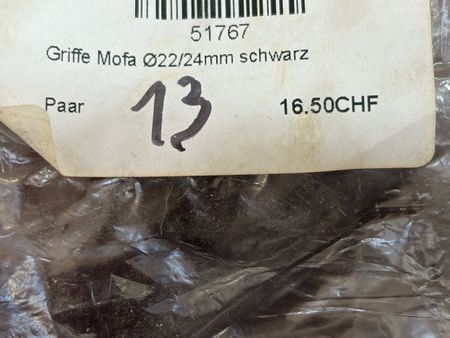 51767
Griffe Mofa Ø22/24mm schwarz
Paar 13 16.50CHF